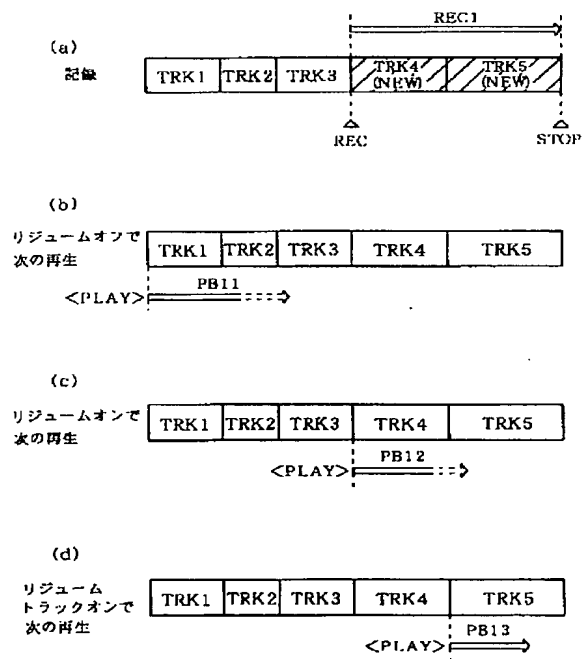 REC1
(a)
記録
TRK1 TRK2 TRK3 TRK4 TRK5
(NEW) (NEW)
REC STOP
(b)
リジュームオンで
次の再生
TRK1 TRK2 TRK3 TRK4 TRK5
<PLAY> PB11
(c)
リジュームオンで
次の再生
TRK1 TRK2 TRK3 TRK4 TRK5
<PLAY> PB12
(d)
リジューム
トラックオンで
次の再生
TRK1 TRK2 TRK3 TRK4 TRK5
<PLAY> PB13